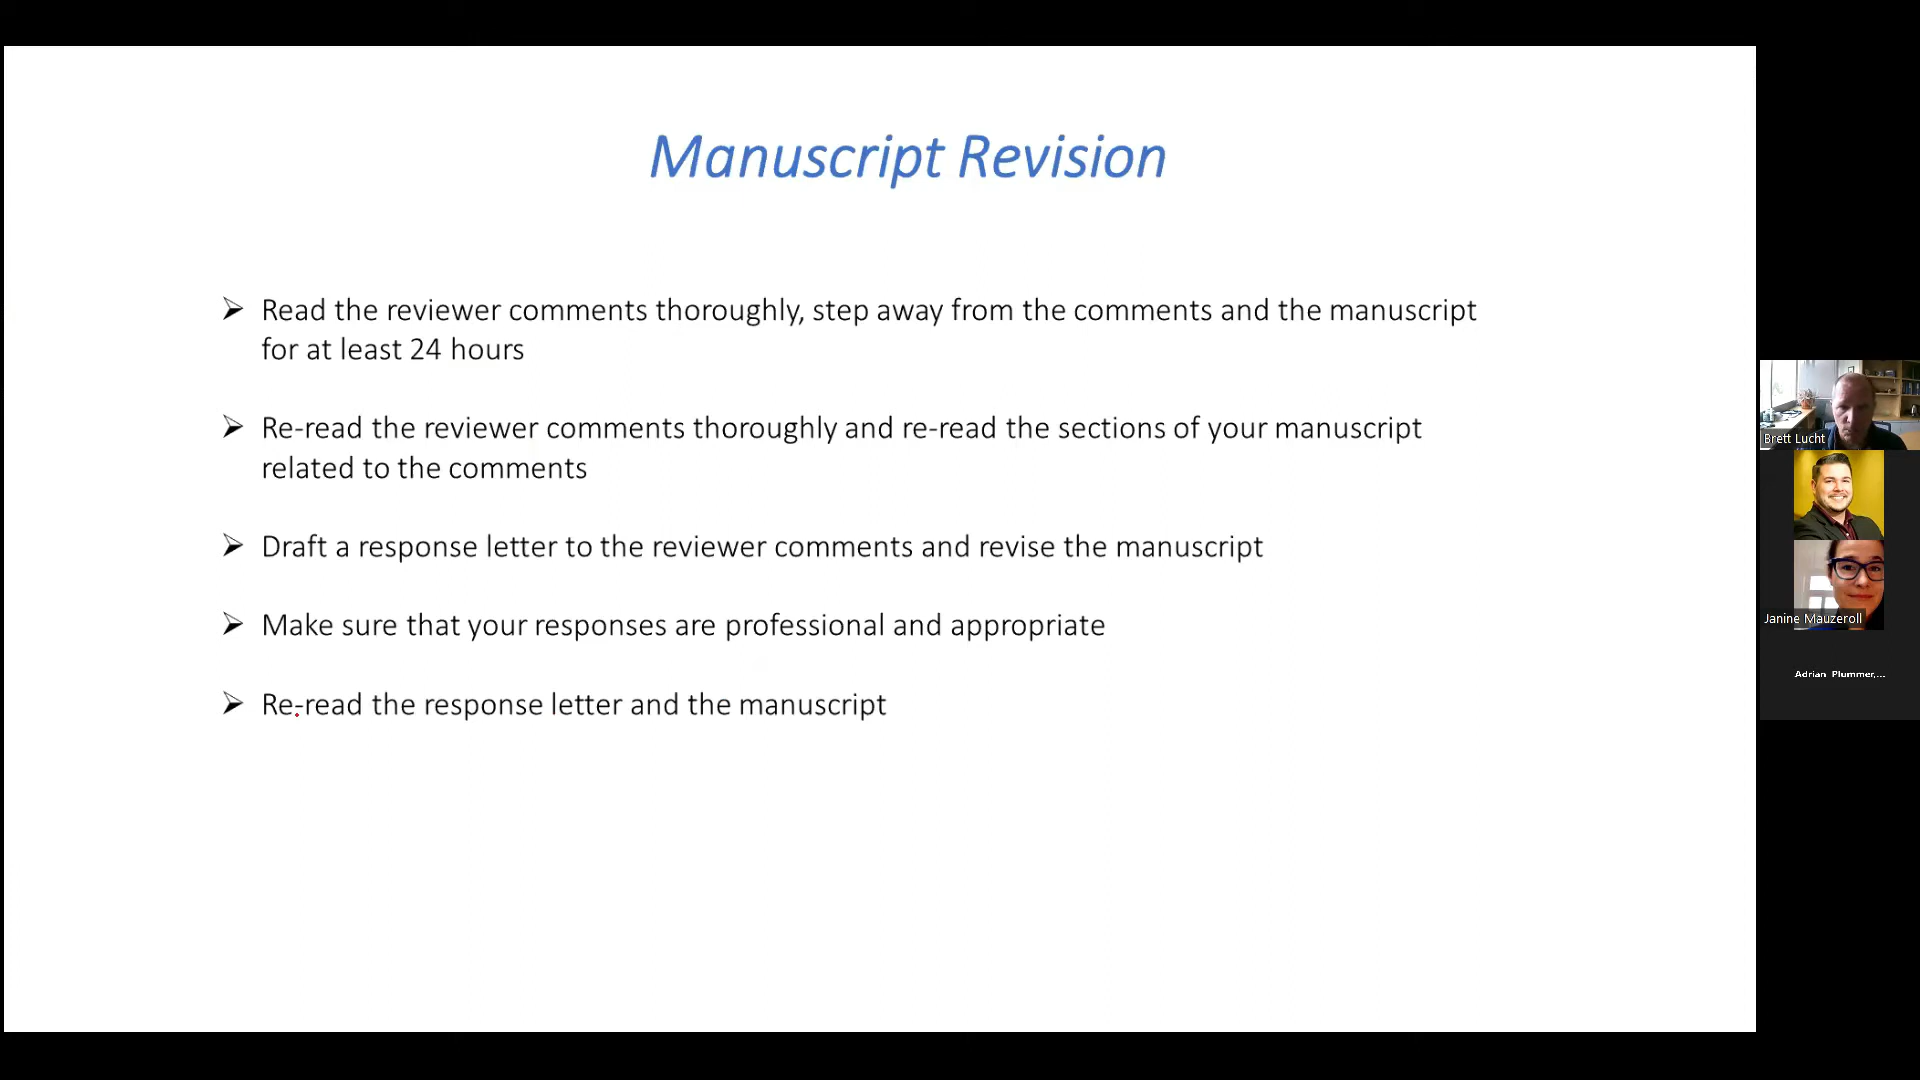 Manuscript Revision
Read the reviewer comments thoroughly, step away from the comments and the manuscript
for at least 24 hours
Re-read the reviewer comments thoroughly and re-read the sections of your manuscript
related to the comments
Draft a response letter to the reviewer comments and revise the manuscript
Make sure that your responses are professional and appropriate
Re-read the response letter and the manuscript
Brett Lucht
Janine Mauzeroll
Adrian Plummer,...